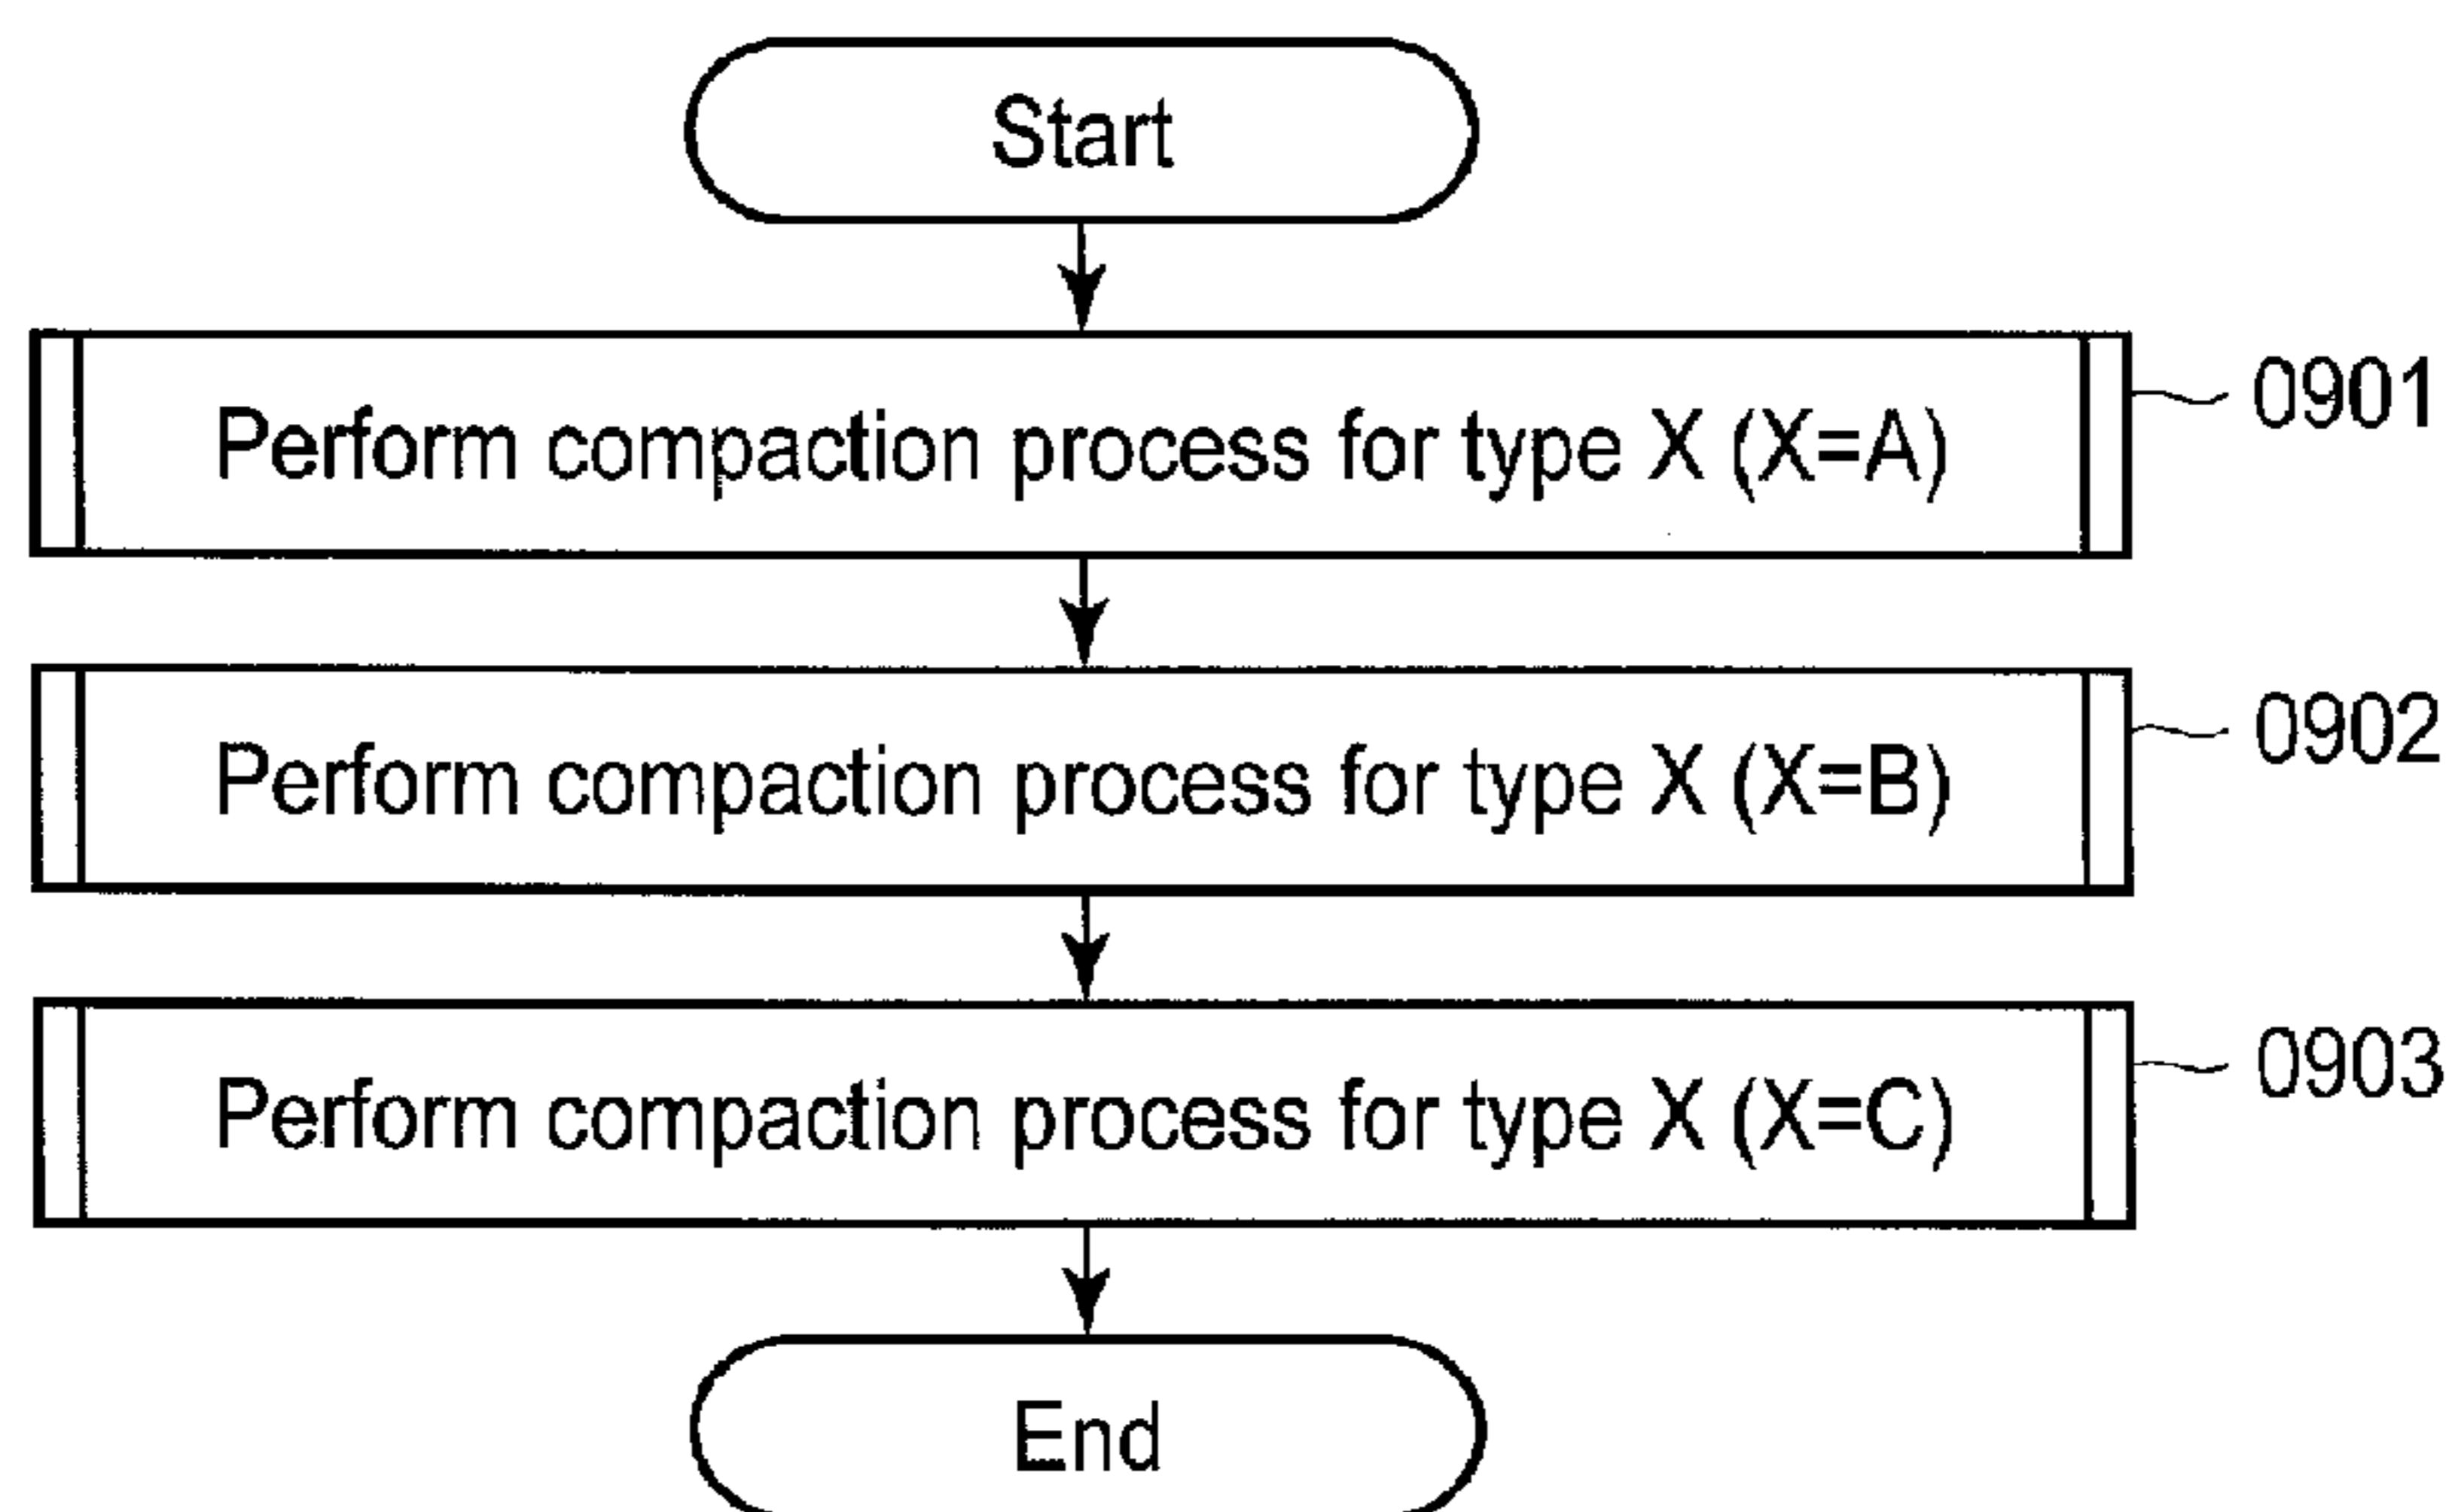 Start
Perform compaction process for type X (X=A)
0901
Perform compaction process for type X (X=B)
0902
Perform compaction process for type X (X=C)
0903
End